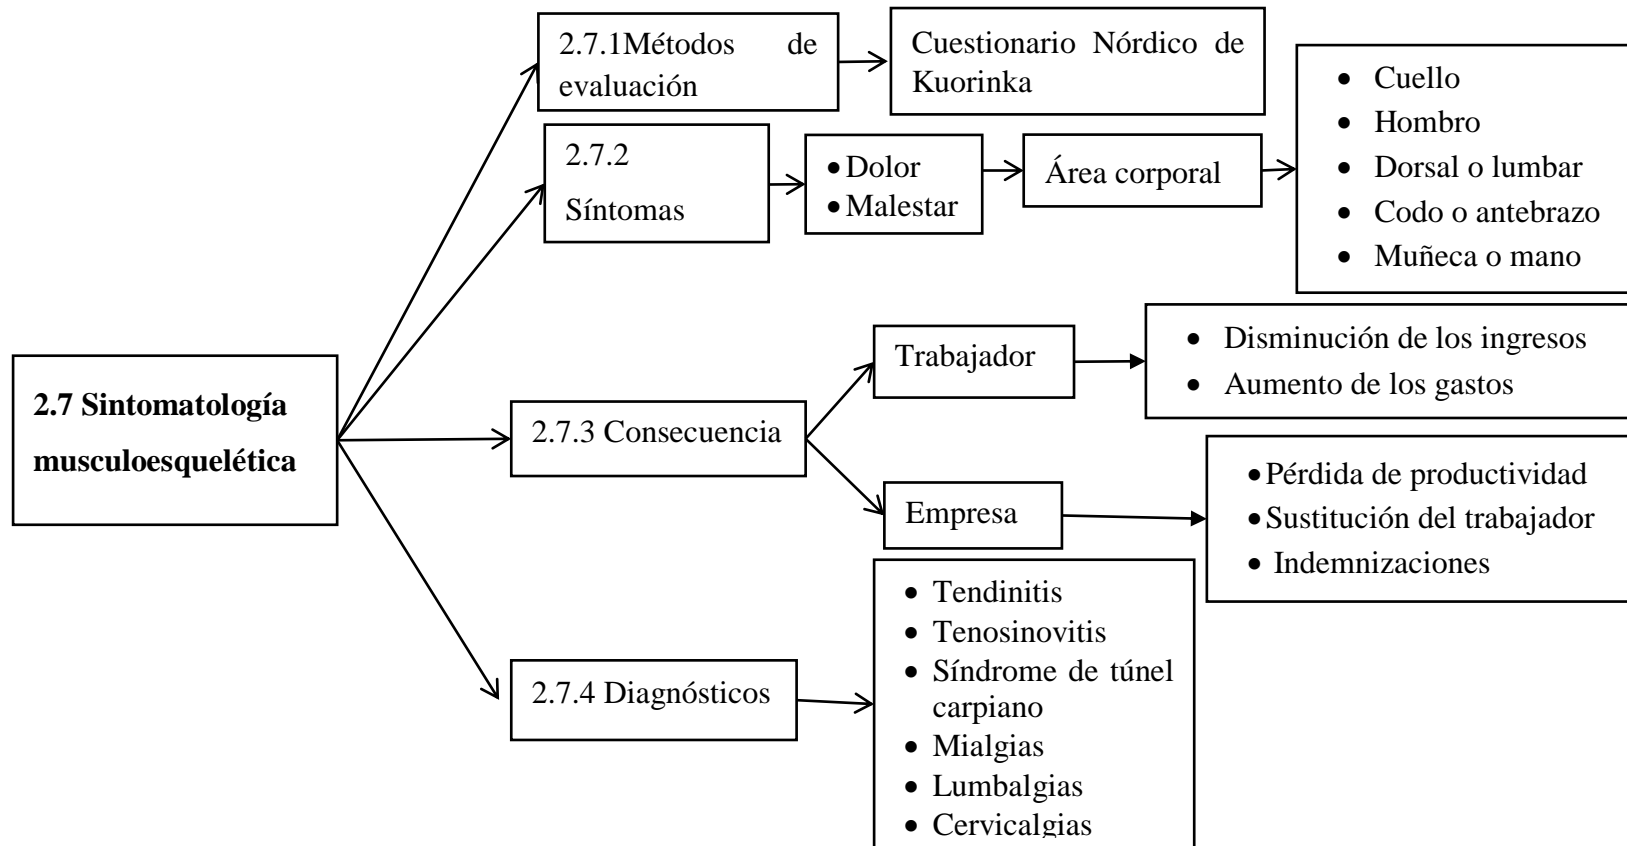 2.7 Sintomatología
musculoesquelética
2.7.1Métodos de
evaluación
Cuestionario Nórdico de
Kuorinka
2.7.2
Síntomas
• Dolor
• Malestar
Área corporal
• Cuello
• Hombro
• Dorsal o lumbar
• Codo o antebrazo
• Muñeca o mano
2.7.3 Consecuencia
Trabajador
• Disminución de los ingresos
• Aumento de los gastos
Empresa
• Pérdida de productividad
• Sustitución del trabajador
• Indemnizaciones
2.7.4 Diagnósticos
• Tendinitis
• Tenosinovitis
• Síndrome de túnel
carpiano
• Mialgias
• Lumbalgias
• Cervicalgias